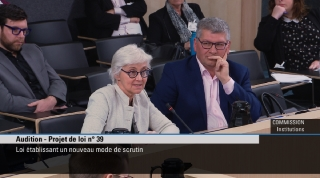 COMMISSION
Institutions
Audition - Projet de loi n° 39
Loi établissant un nouveau mode de scrutin